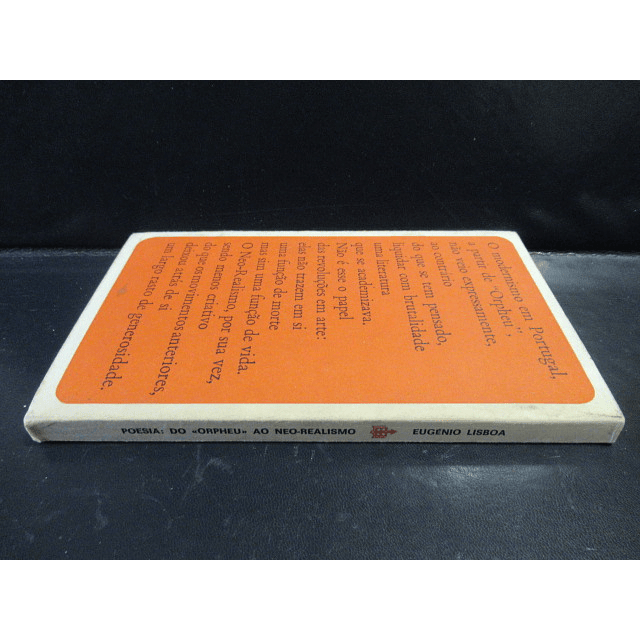 O modernismo em Portugal,
a partir de "Orpheu",
não veio expressamente,
ao contrário
do que se tem pensado,
liquidar com brutalidade
uma literatura
que se academizava.
Não é esse o papel
das revoluções em arte:
elas não trazem em si
uma função de morte
mas sim uma função de vida.
O Neo-Realismo, por sua vez,
sendo menos criativo
do que os movimentos anteriores,
deixou atrás de si
um largo rasto de generosidade.
POESIA: DO «ORPHEU» AO NEO-REALISMO EUGÉNIO LISBOA